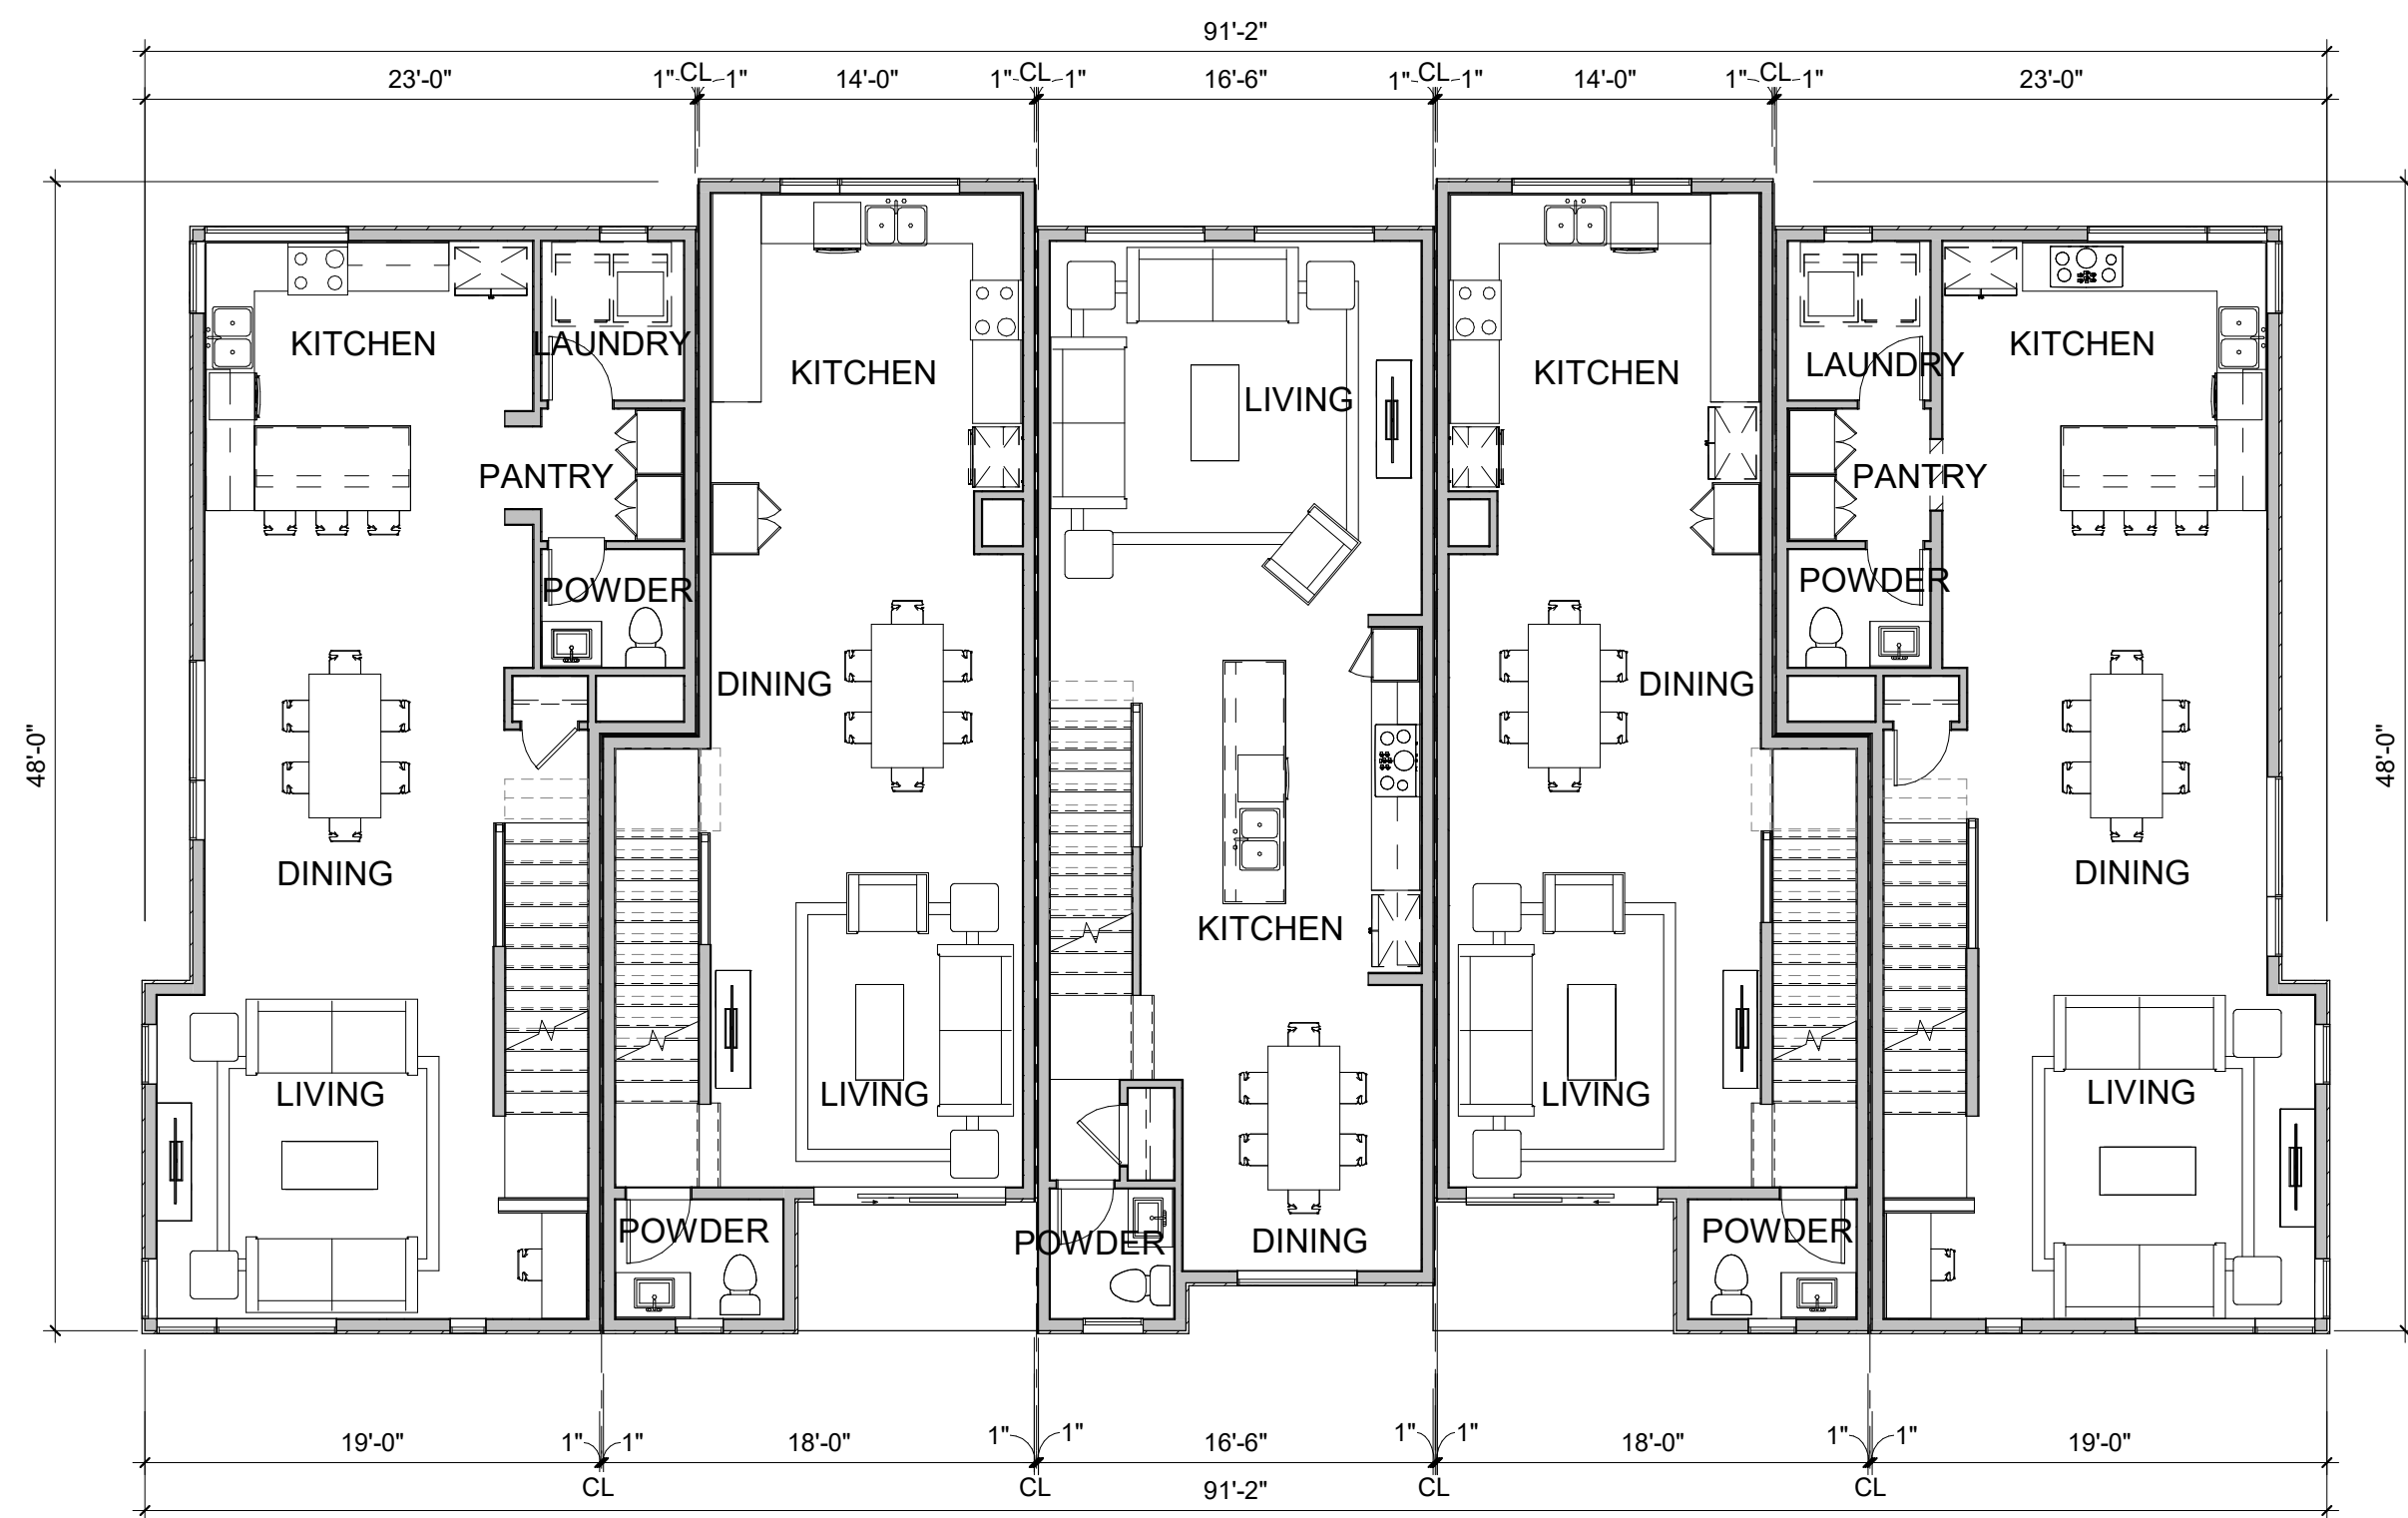 91'-2"
23'-0" 1" CL 1" 14'-0" 1" CL 1" 16'-6" 1" CL 1" 14'-0" 1" CL 1" 23'-0"
KITCHEN LAUNDRY KITCHEN LIVING KITCHEN LAUNDRY KITCHEN
PANTRY PANTRY
POWDER POWDER
DINING DINING
48'-0" 48'-0"
DINING KITCHEN DINING
LIVING LIVING LIVING LIVING
POWDER POWDER DINING POWDER
19'-0" 1" 1" 18'-0" 1" 1" 16'-6" 1" 1" 18'-0" 1" 1" 19'-0"
CL CL 91'-2" CL CL